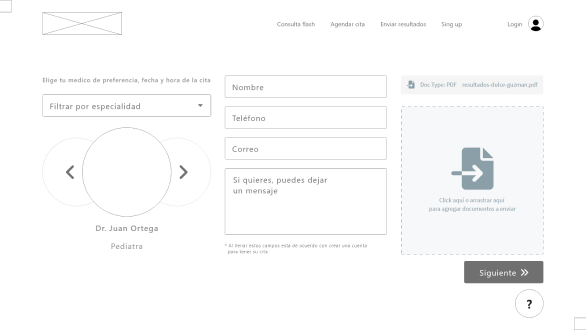 Consulta flash
Agendar cita
Enviar resultados
Sing up
Login
Elige tu medico de preferencia, fecha y hora de la cita
Filtrar por especialidad
Dr. Juan Ortega
Pediatra
Nombre
Teléfono
Correo
Si quieres, puedes dejar
un mensaje
* Al llenar estos campos esta de acuerdo con crear una cuenta
para tener su cita
Doc Type: PDF resultados-dulce-guzman.pdf
Click aqui o arrastrar aqui
para agregar documentos a enviar
Siguiente
?